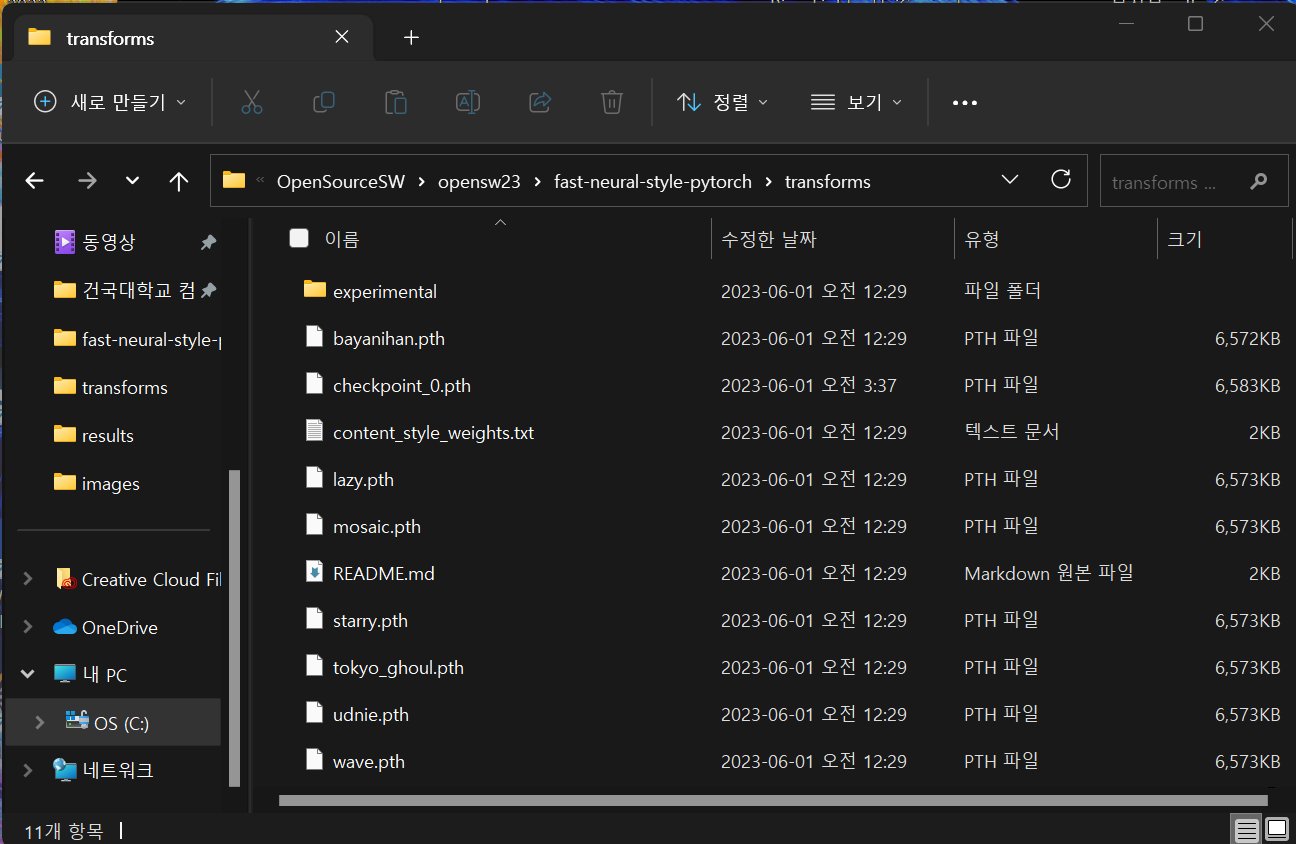 transforms
새로 만들기
정렬
보기
« OpenSourceSW › opensw23 › fast-neural-style-pytorch › transforms
transforms ...
동영상
건국대학교 컴
fast-neural-style-p
transforms
results
images
Creative Cloud Fil
OneDrive
내 PC
OS (C:)
네트워크
이름 수정한 날짜 유형 크기
experimental 2023-06-01 오전 12:29 파일 폴더
bayanihan.pth 2023-06-01 오전 12:29 PTH 파일 6,572KB
checkpoint_0.pth 2023-06-01 오전 3:37 PTH 파일 6,583KB
content_style_weights.txt 2023-06-01 오전 12:29 텍스트 문서 2KB
lazy.pth 2023-06-01 오전 12:29 PTH 파일 6,573KB
mosaic.pth 2023-06-01 오전 12:29 PTH 파일 6,573KB
README.md 2023-06-01 오전 12:29 Markdown 원본 파일 2KB
starry.pth 2023-06-01 오전 12:29 PTH 파일 6,573KB
tokyo_ghoul.pth 2023-06-01 오전 12:29 PTH 파일 6,573KB
udnie.pth 2023-06-01 오전 12:29 PTH 파일 6,573KB
wave.pth 2023-06-01 오전 12:29 PTH 파일 6,573KB
11개 항목